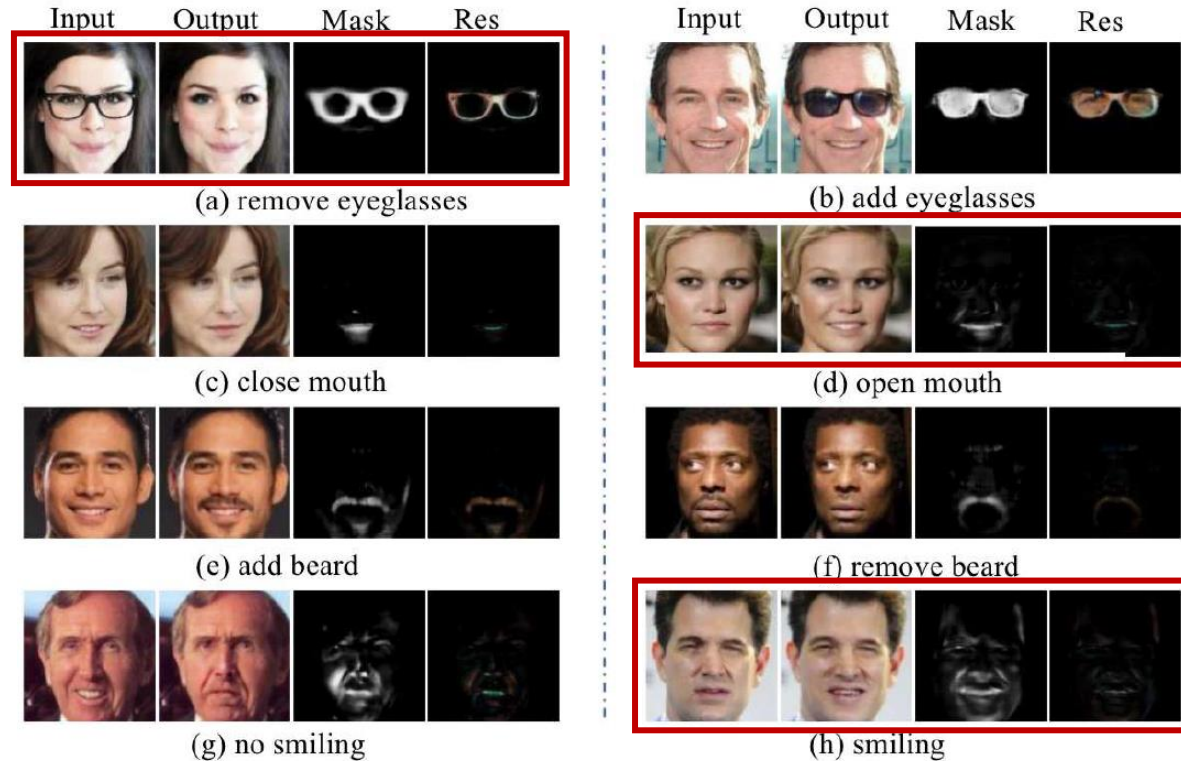 Input Output Mask Res
Input Output Mask Res
(a) remove eyeglasses
(b) add eyeglasses
(c) close mouth
(d) open mouth
(e) add beard
(f) remove beard
(g) no smiling
(h) smiling